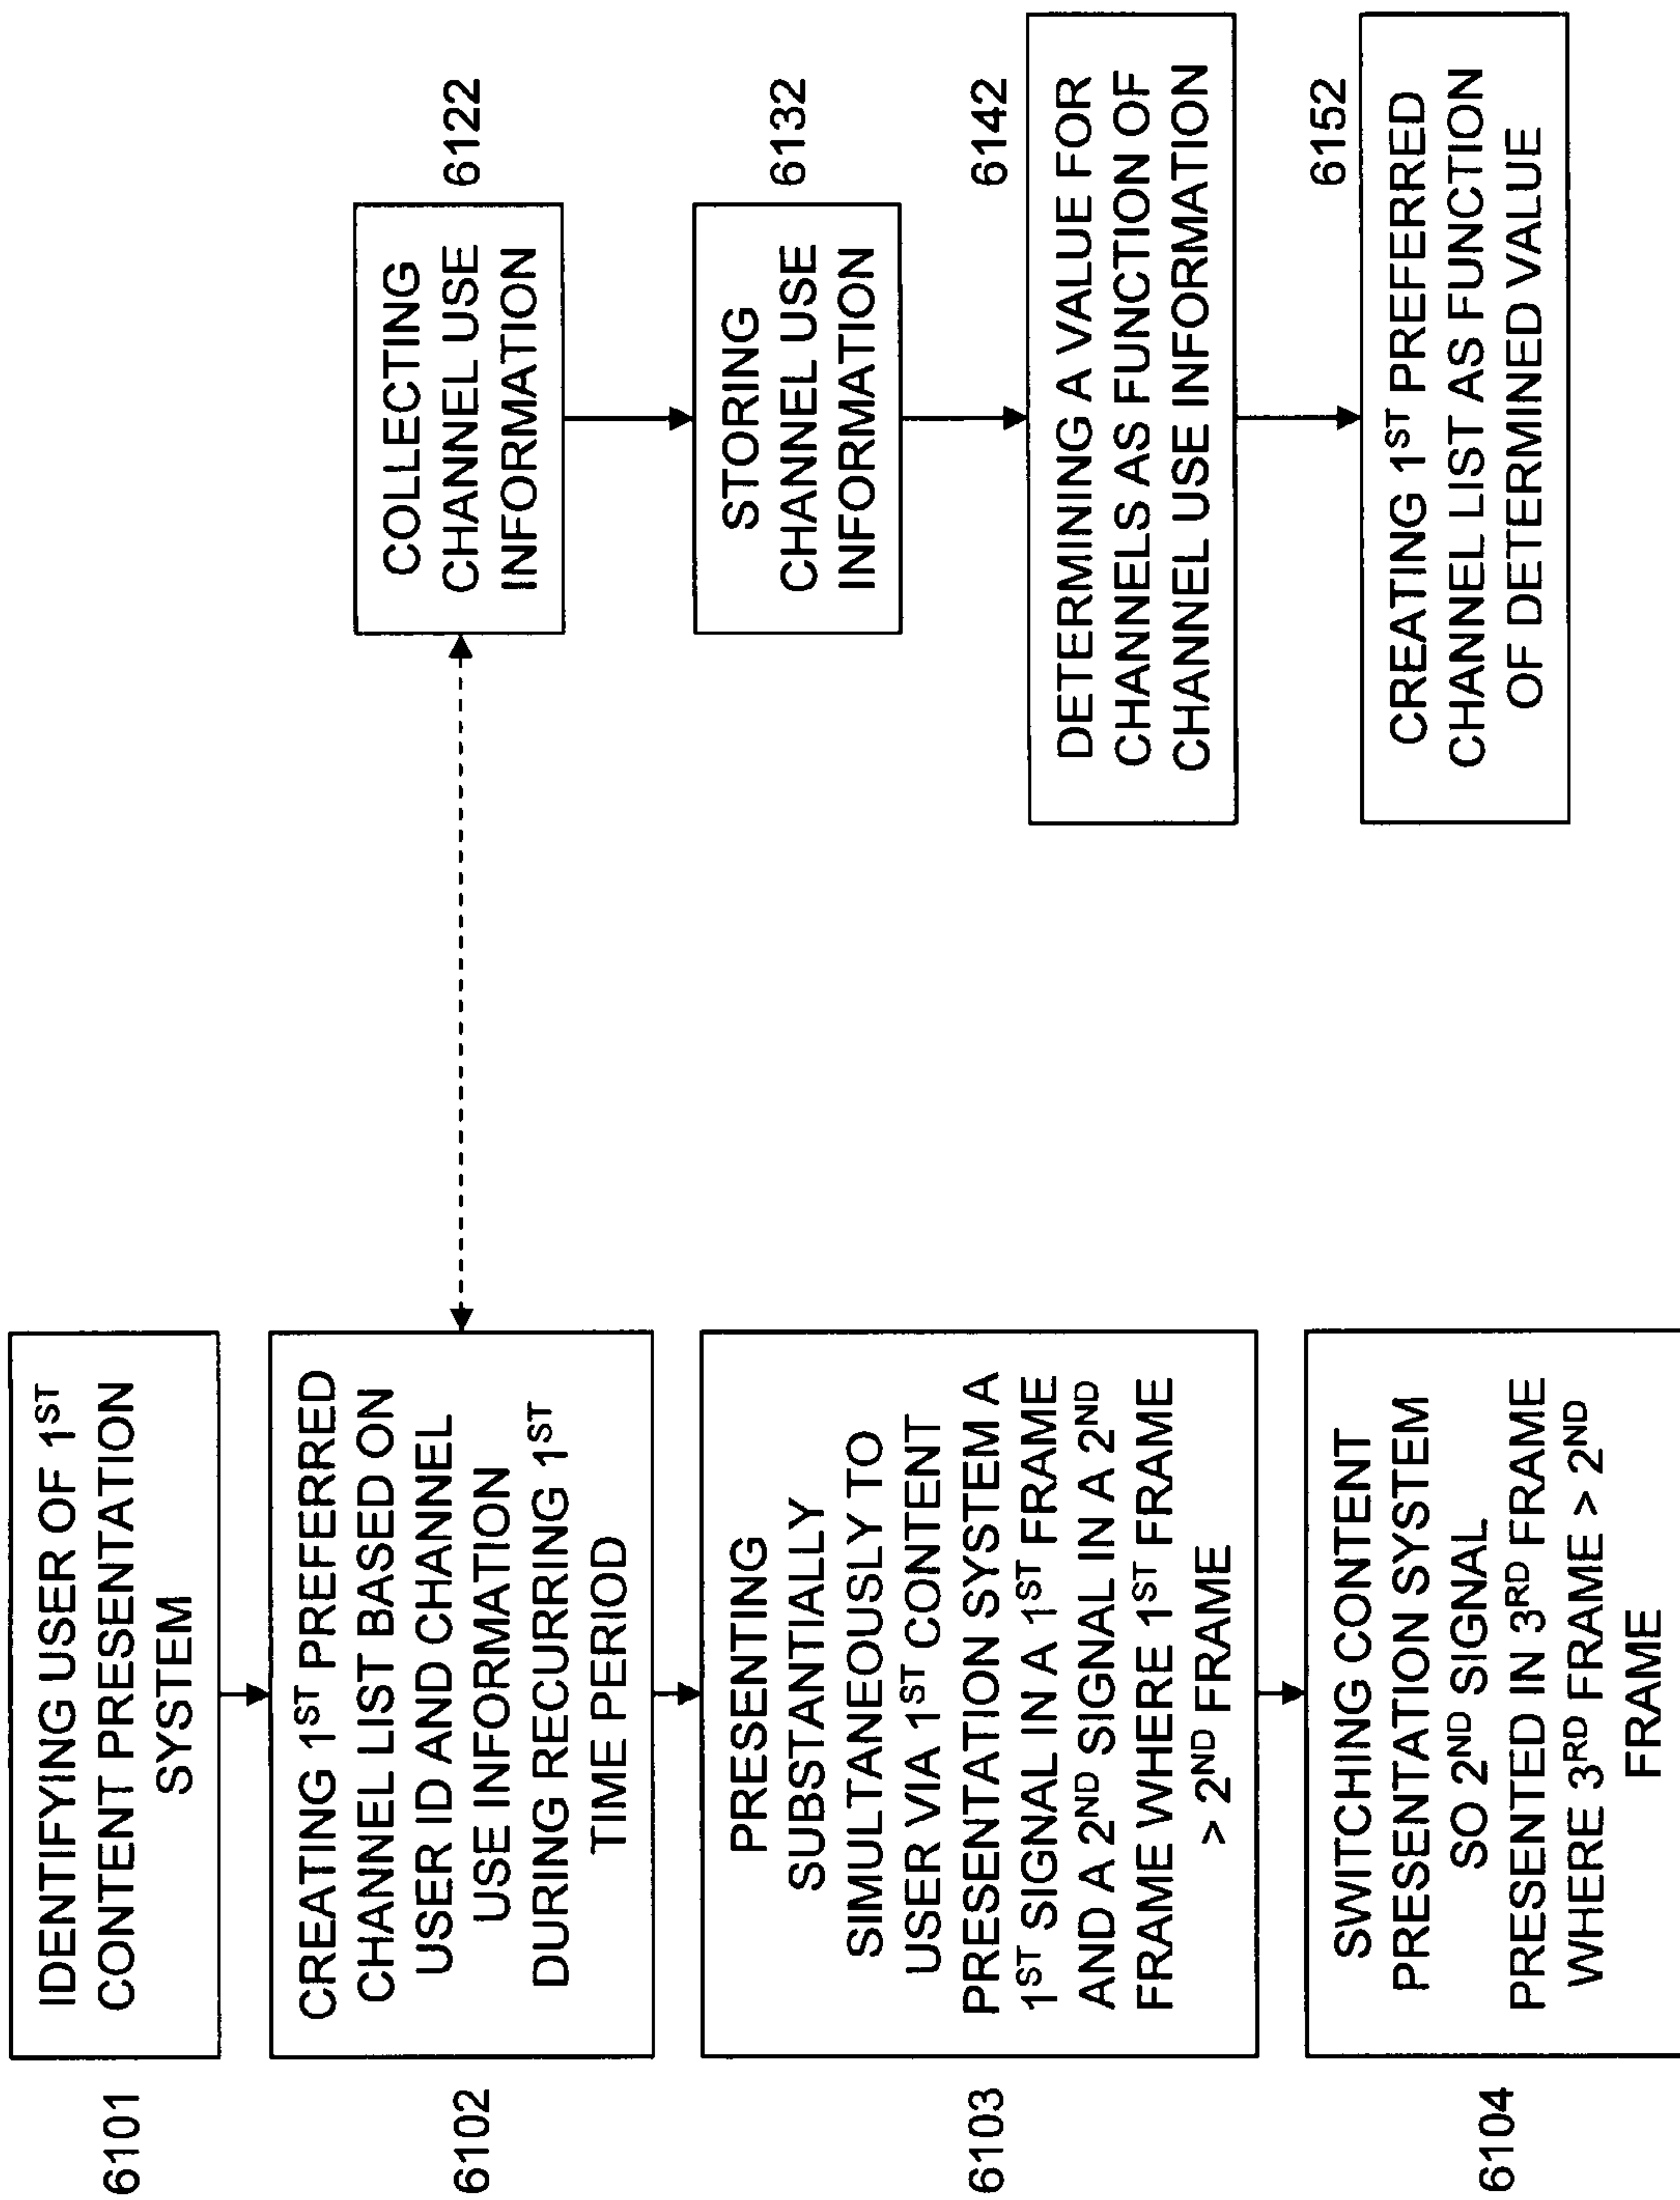 6101
IDENTIFYING USER OF 1ST
CONTENT PRESENTATION
SYSTEM
6102
CREATING 1ST PREFERRED
CHANNEL LIST BASED ON
USER ID AND CHANNEL
USE INFORMATION
DURING RECURRING 1ST
TIME PERIOD
6103
PRESENTING
SUBSTANTIALLY
SIMULTANEOUSLY TO
USER VIA 1ST CONTENT
PRESENTATION SYSTEM A
1ST SIGNAL IN A 1ST FRAME
AND A 2ND SIGNAL IN A 2ND
FRAME WHERE 1ST FRAME
> 2ND FRAME
6104
SWITCHING CONTENT
PRESENTATION SYSTEM
SO 2ND SIGNAL
PRESENTED IN 3RD FRAME
WHERE 3RD FRAME > 2ND
FRAME
COLLECTING
CHANNEL USE
INFORMATION
6122
STORING
CHANNEL USE
INFORMATION
6132
DETERMINING A VALUE FOR
CHANNELS AS FUNCTION OF
CHANNEL USE INFORMATION
6142
CREATING 1ST PREFERRED
CHANNEL LIST AS FUNCTION
OF DETERMINED VALUE
6152